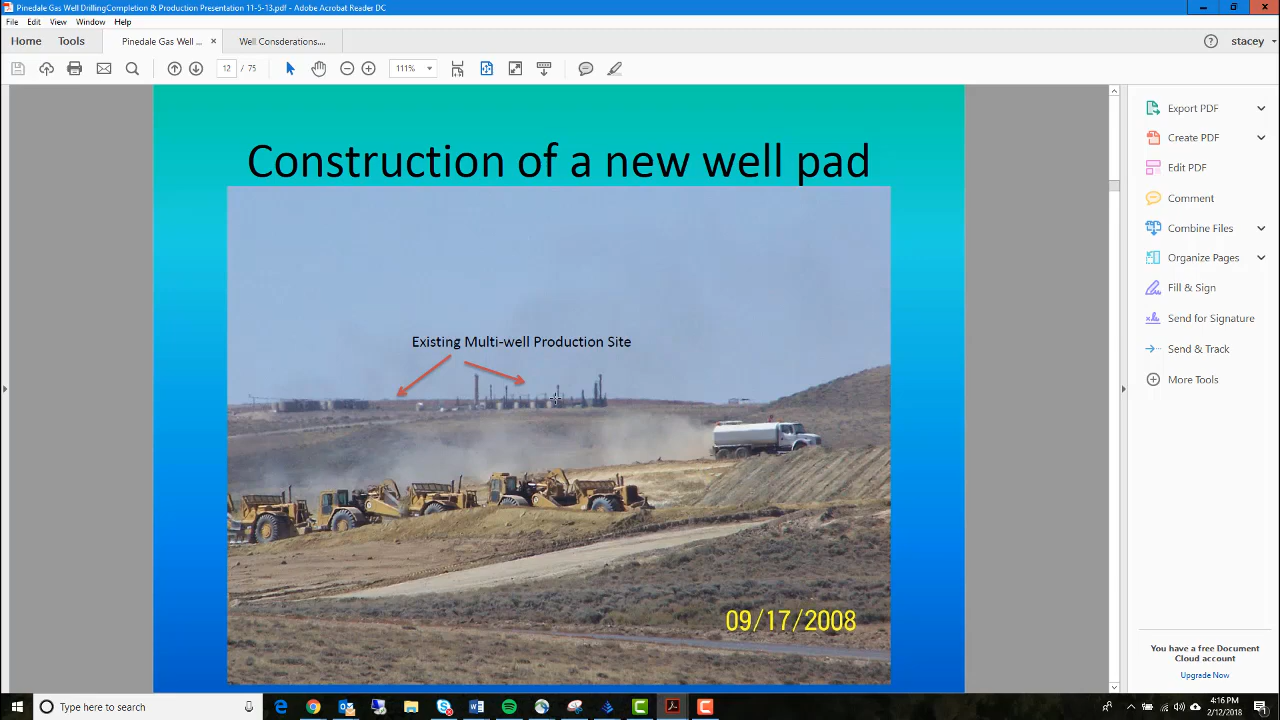 Pinedale Gas Well DrillingCompletion & Production Presentation 11-5-13.pdf - Adobe Acrobat Reader DC
File Edit View Window Help
Home Tools Pinedale Gas Well ... × Well Considerations.... stacey
12 / 75 111%
Construction of a new well pad
Existing Multi-well Production Site
09/17/2008
Export PDF
Create PDF
Edit PDF
Comment
Combine Files
Organize Pages
Fill & Sign
Send for Signature
Send & Track
More Tools
You have a free Document
Cloud account
Upgrade Now
Type here to search
4:16 PM
2/12/2018